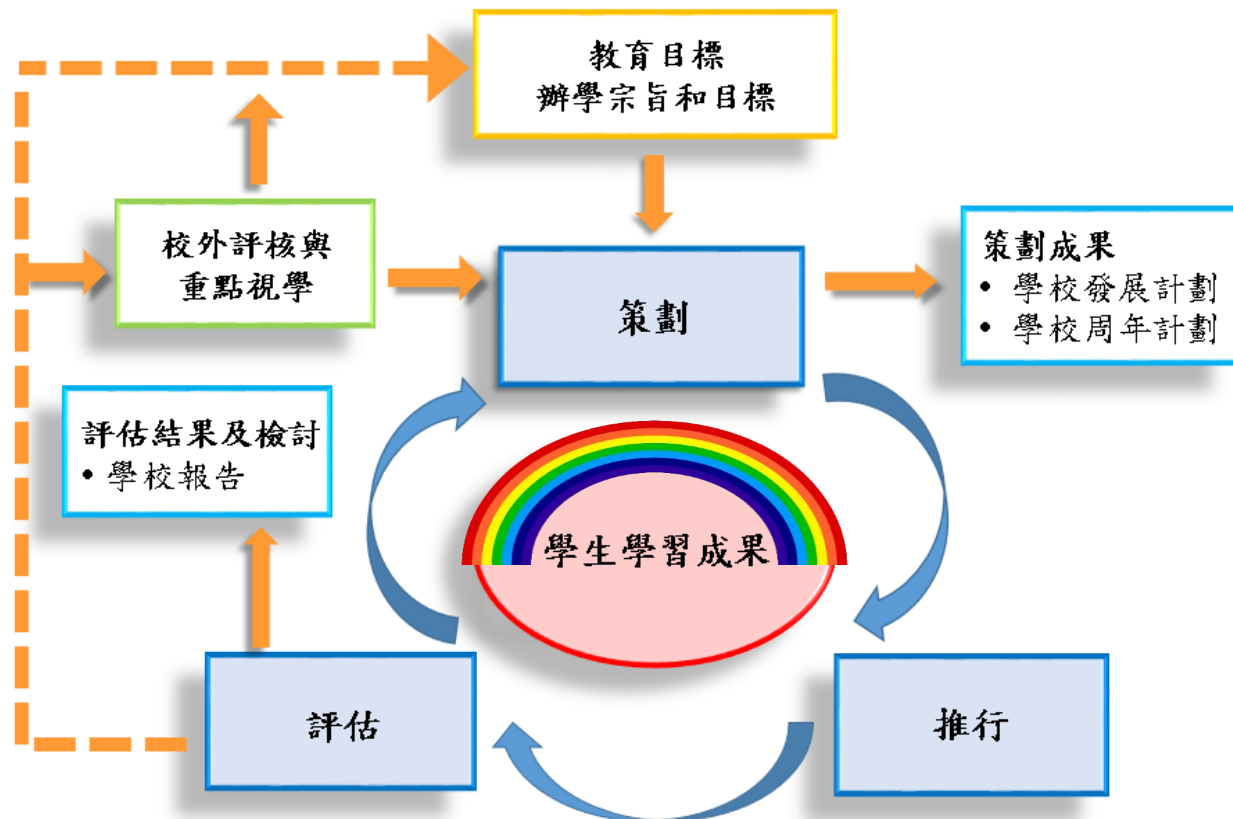 教育目標
辦學宗旨和目標
校外評核與
重點視學
策劃
策劃成果
• 學校發展計劃
• 學校周年計劃
評估結果及檢討
• 學校報告
學生學習成果
評估
推行